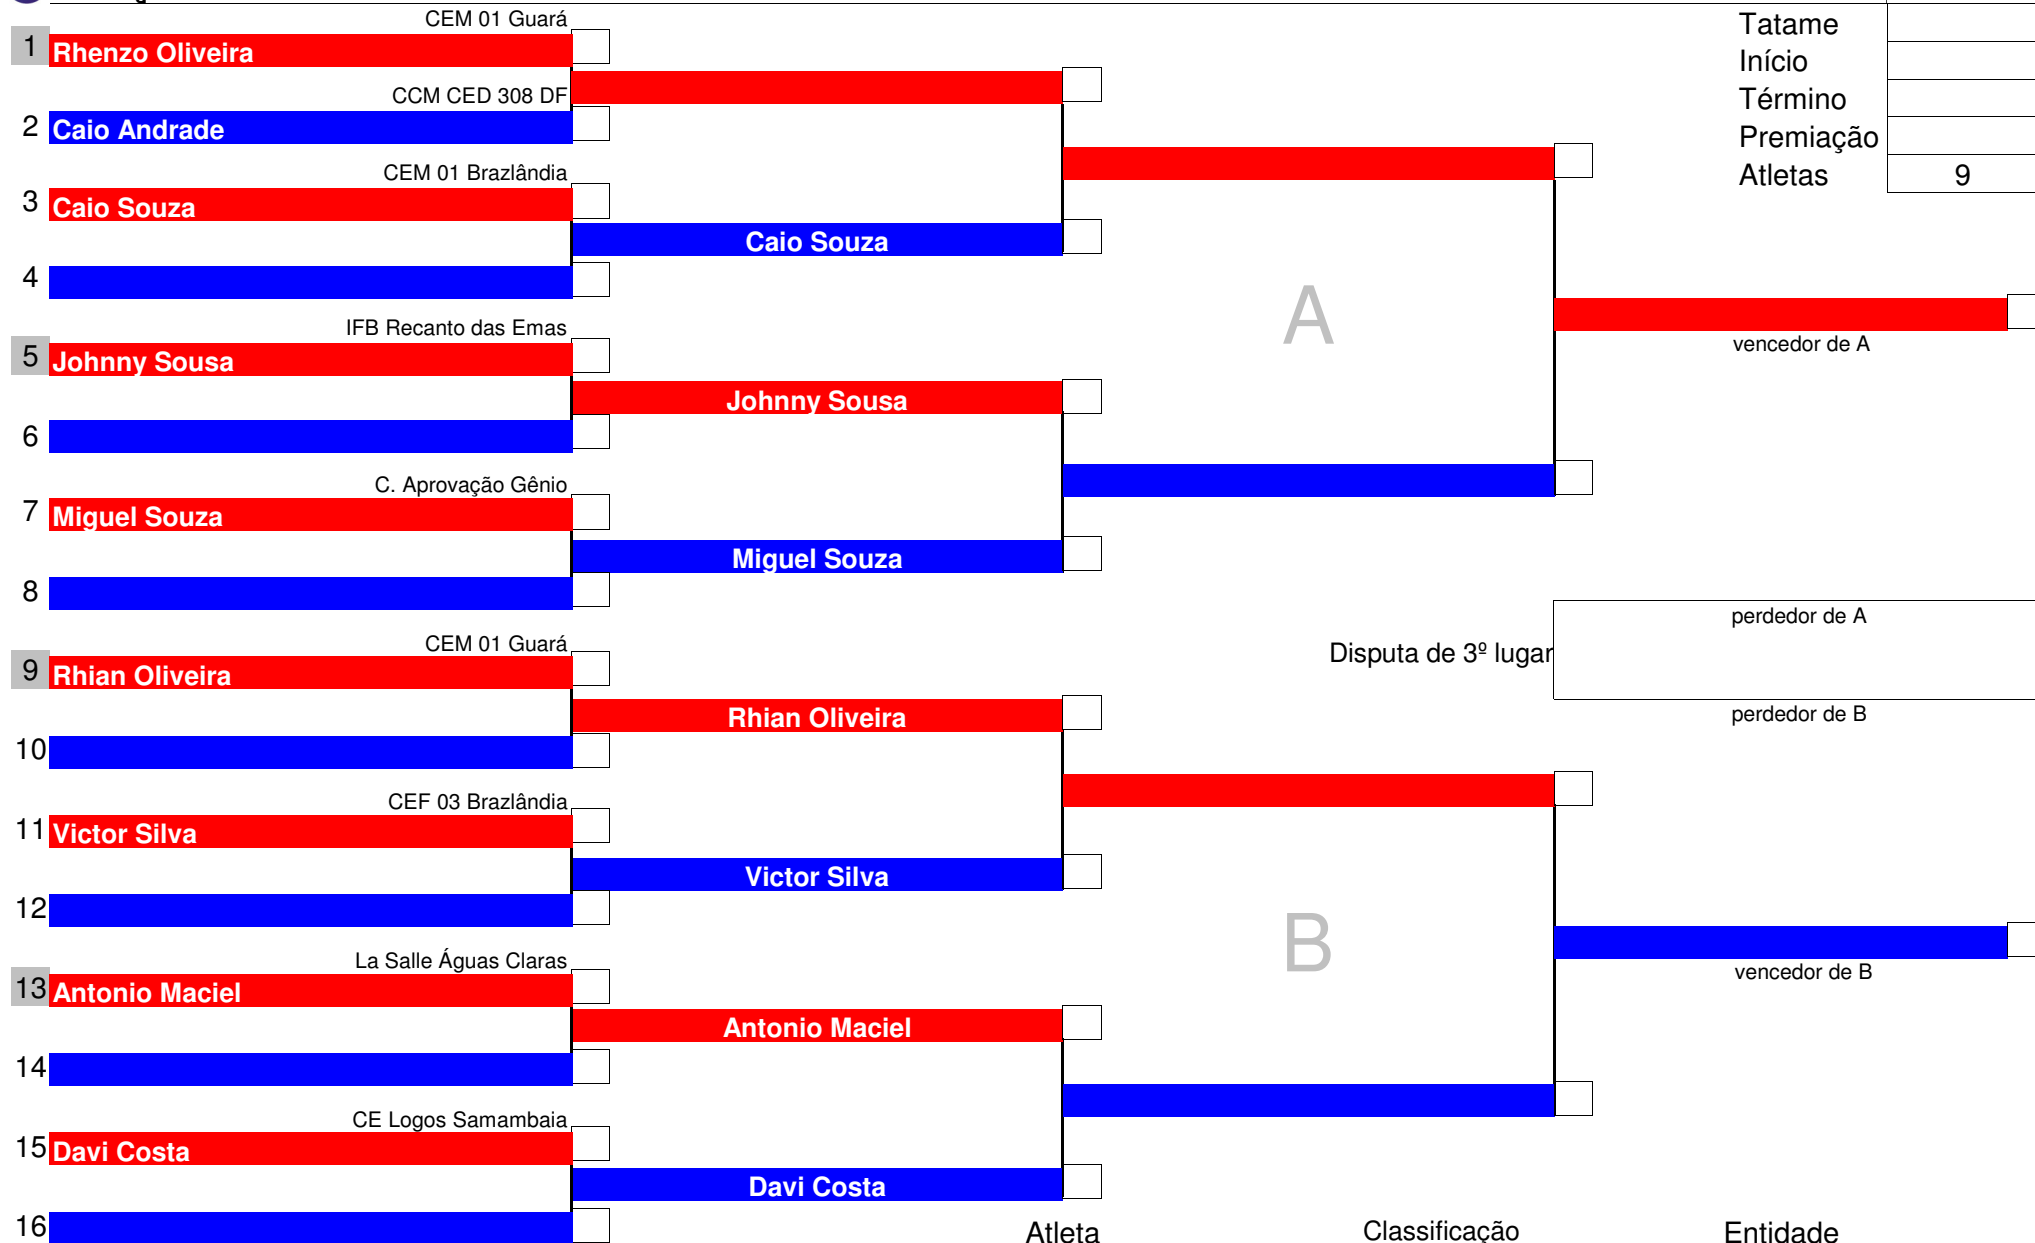 CEM 01 Guará
Tatame
1 Rhenzo Oliveira
Início
CCM CED 308 DF
Término
2 Caio Andrade
Premiação
CEM 01 Brazlândia
Atletas 9
3 Caio Souza
Caio Souza
4
A
IFB Recanto das Emas
vencedor de A
5 Johnny Sousa
Johnny Sousa
6
C. Aprovação Gênio
7 Miguel Souza
Miguel Souza
8
perdedor de A
CEM 01 Guará
Disputa de 3º lugar
9 Rhian Oliveira
Rhian Oliveira
perdedor de B
10
CEF 03 Brazlândia
11 Victor Silva
Victor Silva
12
B
La Salle Águas Claras
vencedor de B
13 Antonio Maciel
Antonio Maciel
14
CE Logos Samambaia
15 Davi Costa
Davi Costa
16
Atleta Classificação Entidade